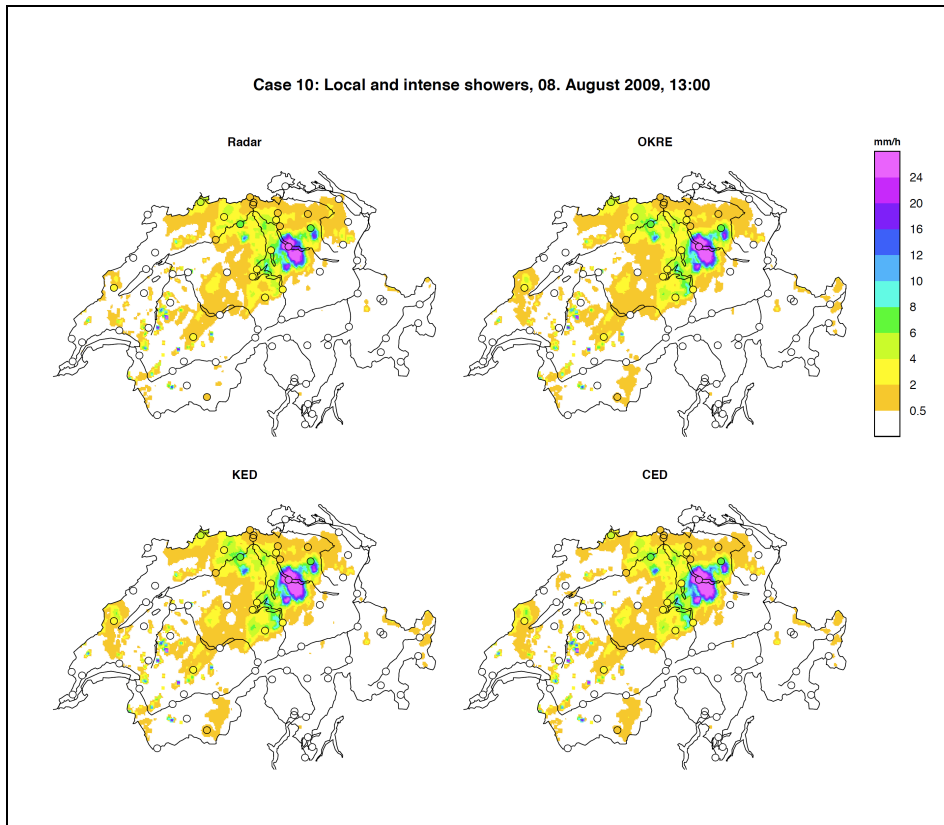 Case 10: Local and intense showers, 08. August 2009, 13:00
Radar
OKRE
mm/h
24
20
16
12
10
8
6
4
2
0.5
KED
CED